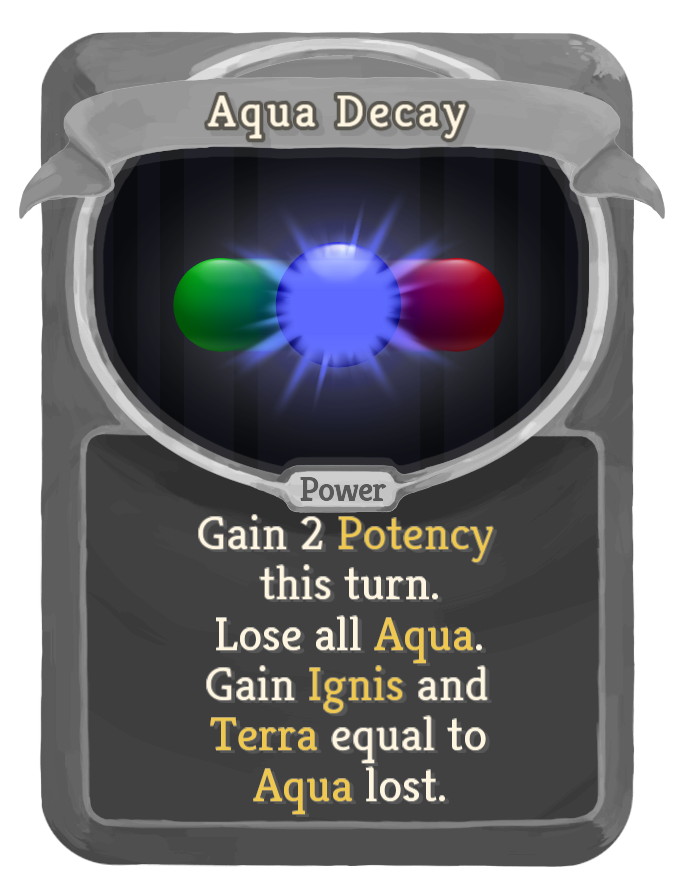 Aqua Decay
Power
Gain 2 Potency
this turn.
Lose all Aqua.
Gain Ignis and
Terra equal to
Aqua lost.